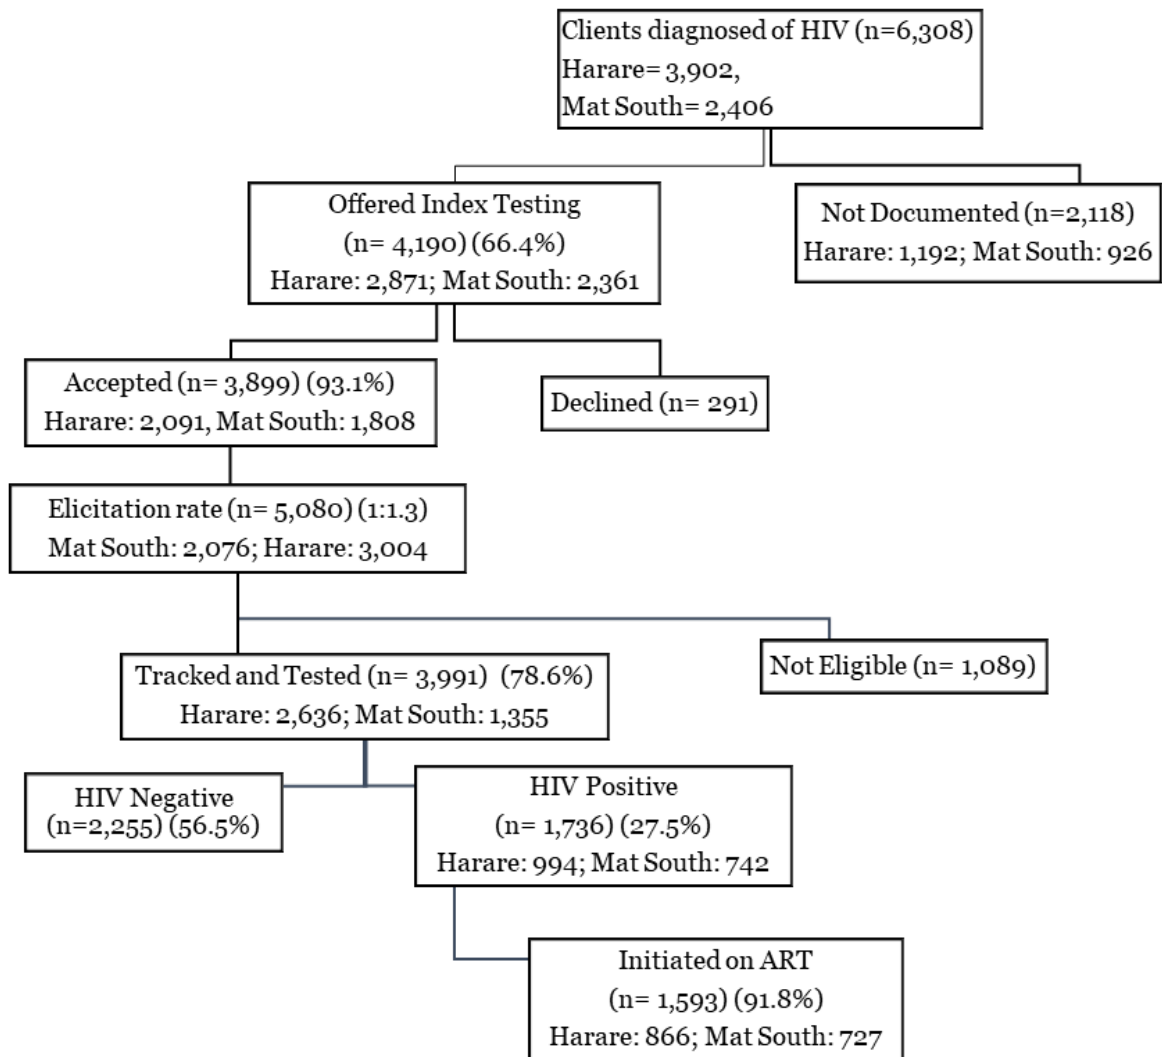 Clients diagnosed of HIV (n=6,308)
Harare= 3,902,
Mat South= 2,406
Offered Index Testing
(n= 4,190) (66.4%)
Harare: 2,871; Mat South: 2,361
Not Documented (n=2,118)
Harare: 1,192; Mat South: 926
Accepted (n= 3,899) (93.1%)
Harare: 2,091, Mat South: 1,808
Declined (n= 291)
Elicitation rate (n= 5,080) (1:1.3)
Mat South: 2,076; Harare: 3,004
Tracked and Tested (n= 3,991) (78.6%)
Harare: 2,636; Mat South: 1,355
Not Eligible (n= 1,089)
HIV Negative
(n=2,255) (56.5%)
HIV Positive
(n= 1,736) (27.5%)
Harare: 994; Mat South: 742
Initiated on ART
(n= 1,593) (91.8%)
Harare: 866; Mat South: 727